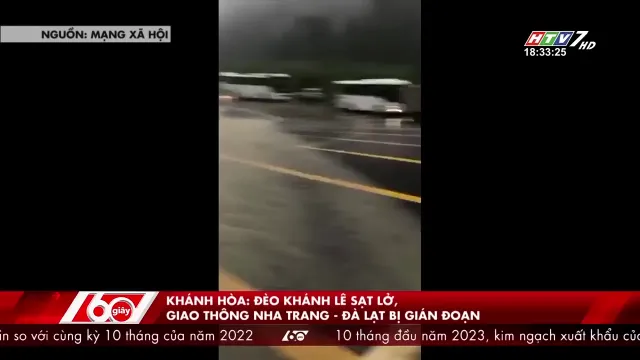 NGUỒN: MẠNG XÃ HỘI
HTV7 HD
18:33:25
60 giây
KHÁNH HÒA: ĐÈO KHÁNH LÊ SẠT LỞ,
GIAO THÔNG NHA TRANG - ĐÀ LẠT BỊ GIÁN ĐOẠN
so với cùng kỳ 10 tháng của năm 2022 60 10 tháng đầu năm 2023, kim ngạch xuất khẩu